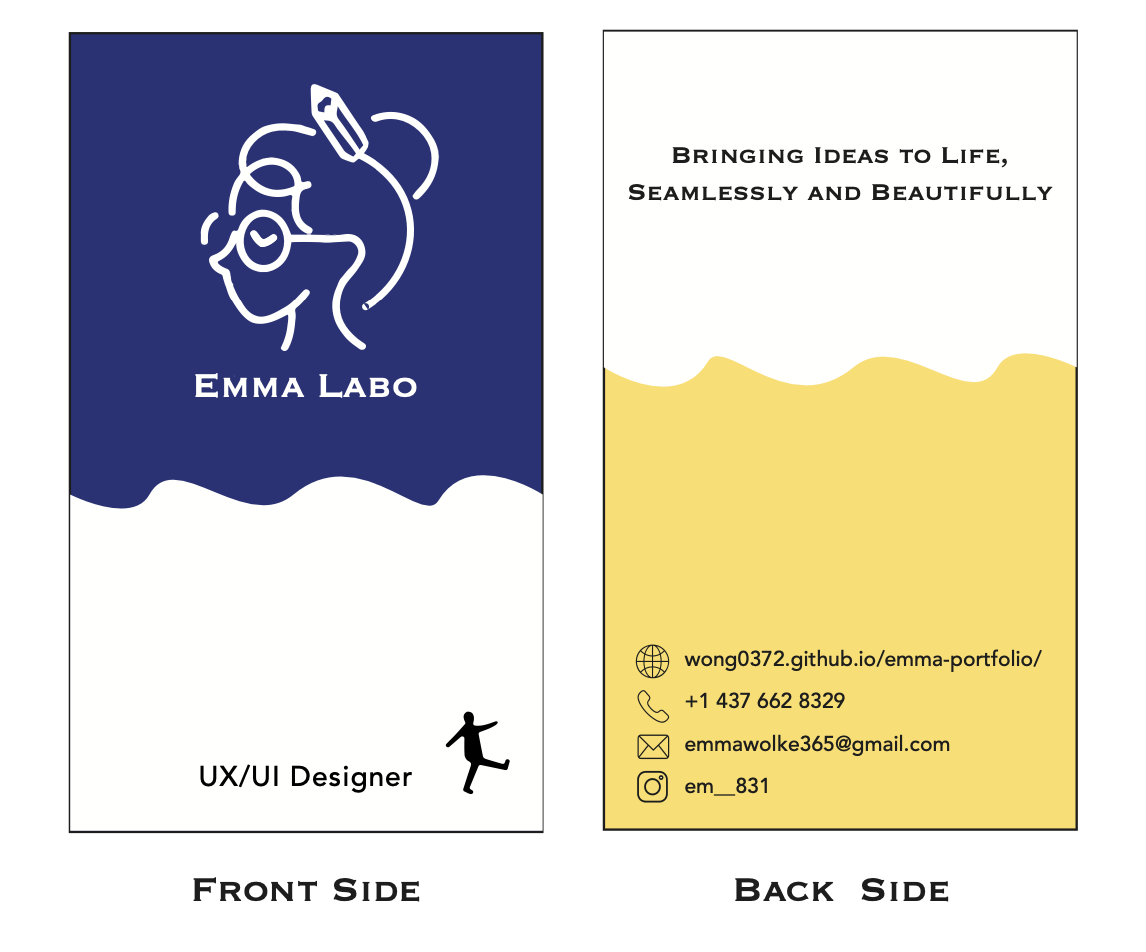 Emma Labo
UX/UI Designer
Front Side
Bringing Ideas to Life,
Seamlessly and Beautifully
wong0372.github.io/emma-portfolio/
+1 437 662 8329
emmawolke365@gmail.com
em__831
Back Side